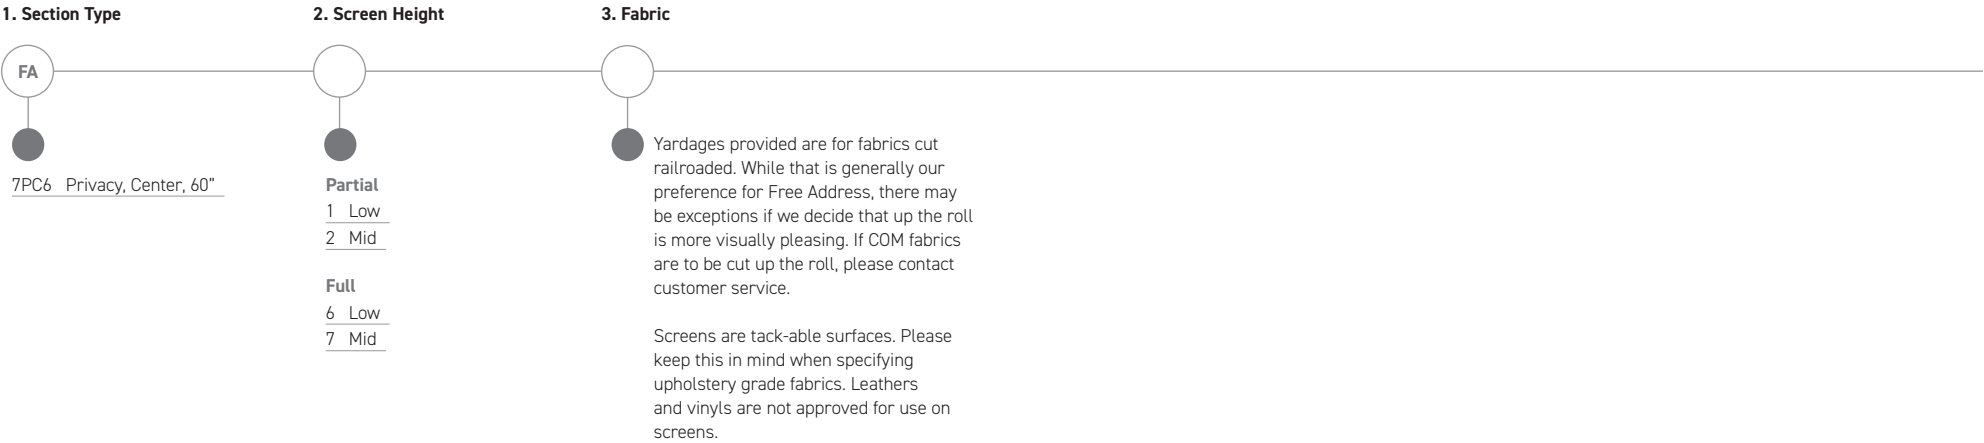 1. Section Type
2. Screen Height
3. Fabric
FA
7PC6 Privacy, Center, 60"
Partial
1 Low
2 Mid
Full
6 Low
7 Mid
Yardages provided are for fabrics cut
railroaded. While that is generally our
preference for Free Address, there may
be exceptions if we decide that up the roll
is more visually pleasing. If COM fabrics
are to be cut up the roll, please contact
customer service.
Screens are tack-able surfaces. Please
keep this in mind when specifying
upholstery grade fabrics. Leathers
and vinyls are not approved for use on
screens.